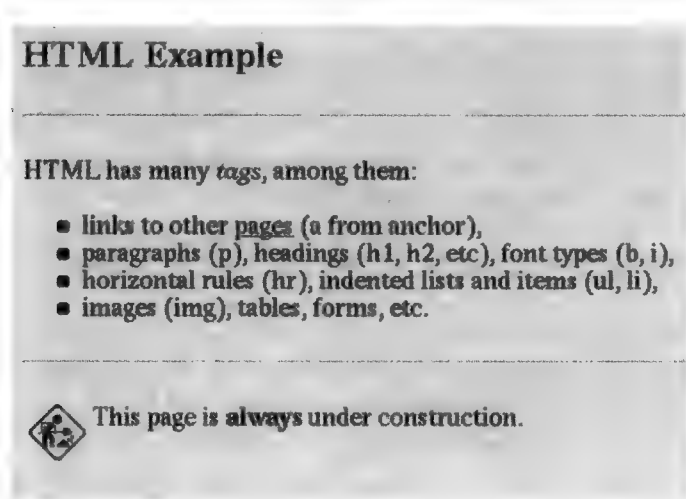 HTML Example
HTML has many tags, among them:
links to other pages (a from anchor),
paragraphs (p), headings (h1, h2, etc), font types (b, i),
horizontal rules (hr), indented lists and items (ul, li),
images (img), tables, forms, etc.
This page is always under construction.